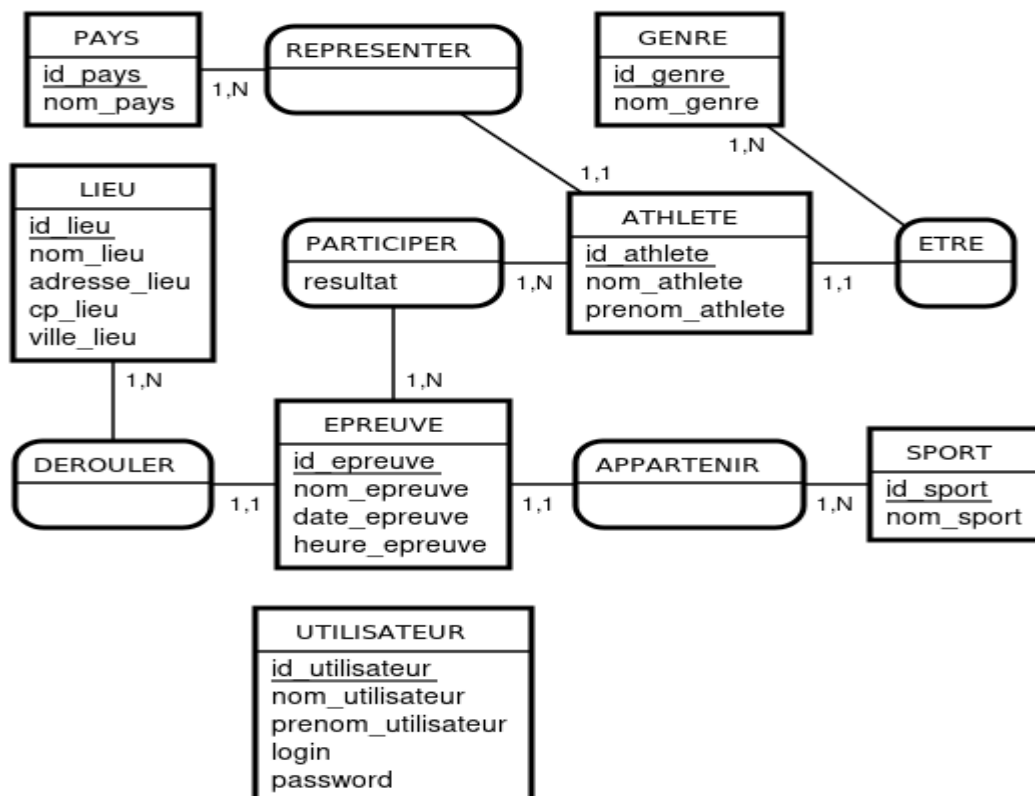 PAYS
id_pays
nom_pays
1,N
REPRESENTER
GENRE
id_genre
nom_genre
1,N
1,1
LIEU
id_lieu
nom_lieu
adresse_lieu
cp_lieu
ville_lieu
1,N
PARTICIPER
resultat
1,N
1,N
ATHLETE
id_athlete
nom_athlete
prenom_athlete
1,1
ETRE
DEROULER
1,1
EPREUVE
id_epreuve
nom_epreuve
date_epreuve
heure_epreuve
1,1
APPARTENIR
1,N
SPORT
id_sport
nom_sport
UTILISATEUR
id_utilisateur
nom_utilisateur
prenom_utilisateur
login
password